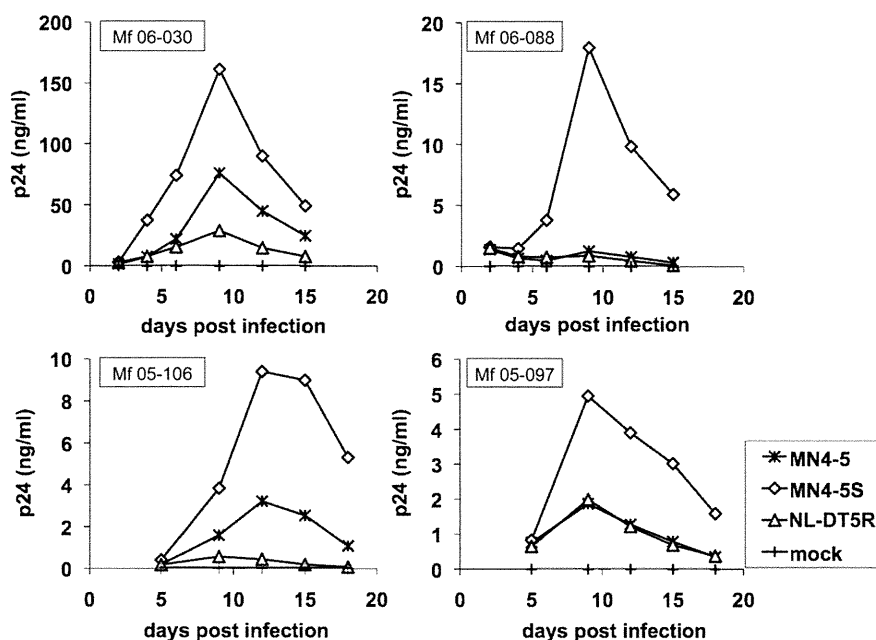 Mf 06-030
p24 (ng/ml)
200
150
100
50
0
0 5 10 15 20
days post infection
Mf 06-088
p24 (ng/ml)
20
15
10
5
0
0 5 10 15 20
days post infection
Mf 05-106
p24 (ng/ml)
10
8
6
4
2
0
0 5 10 15 20
days post infection
Mf 05-097
p24 (ng/ml)
6
5
4
3
2
1
0
0 5 10 15 20
days post infection
MN4-5
MN4-5S
NL-DT5R
mock